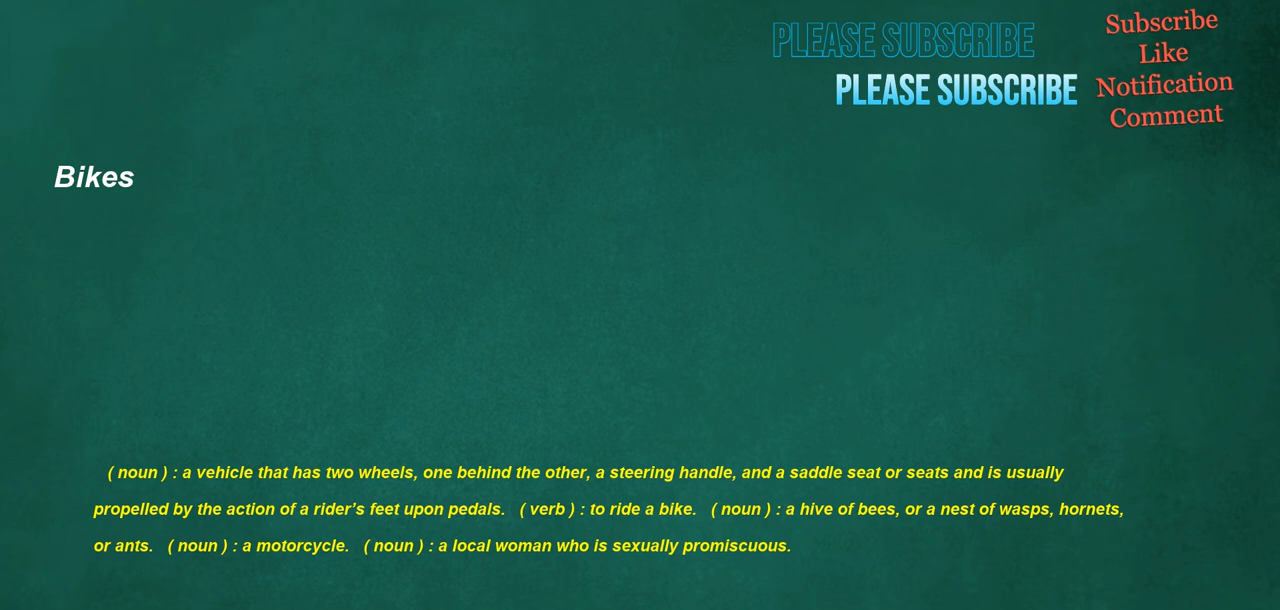 PLEASE SUBSCRIBE
PLEASE SUBSCRIBE
Subscribe
Like
Notification
Comment
Bikes
( noun ) : a vehicle that has two wheels, one behind the other, a steering handle, and a saddle seat or seats and is usually
propelled by the action of a rider’s feet upon pedals. ( verb ) : to ride a bike. ( noun ) : a hive of bees, or a nest of wasps, hornets,
or ants. ( noun ) : a motorcycle. ( noun ) : a local woman who is sexually promiscuous.